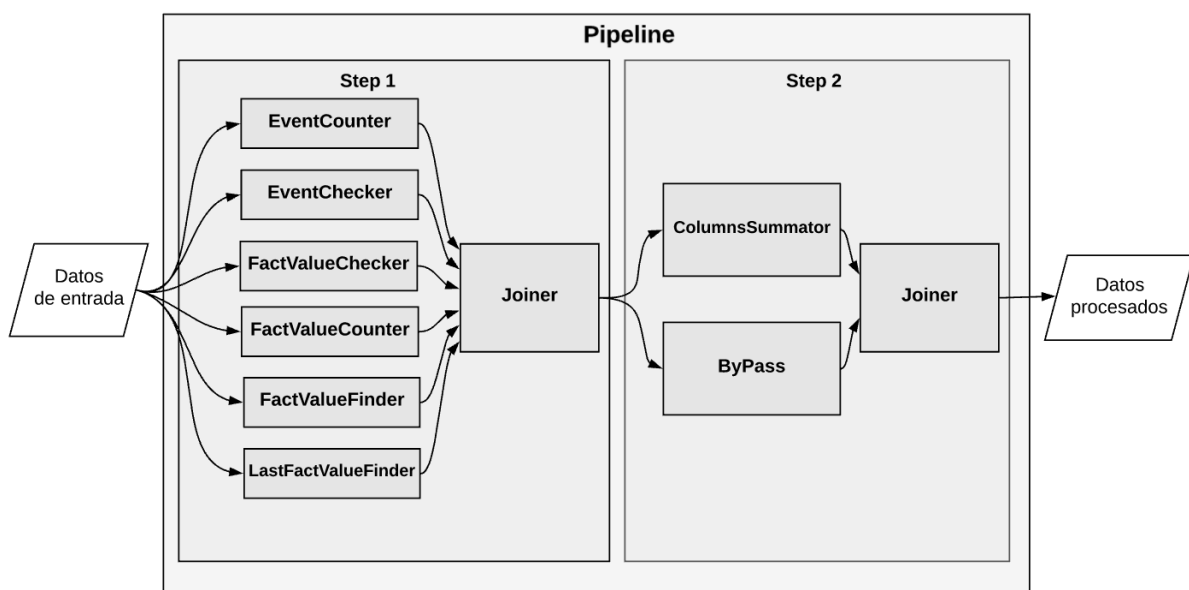 Pipeline
Step 1
EventCounter
EventChecker
FactValueChecker
FactValueCounter
FactValueFinder
LastFactValueFinder
Joiner
Step 2
ColumnsSummator
ByPass
Joiner
Datos
de entrada
Datos
procesados